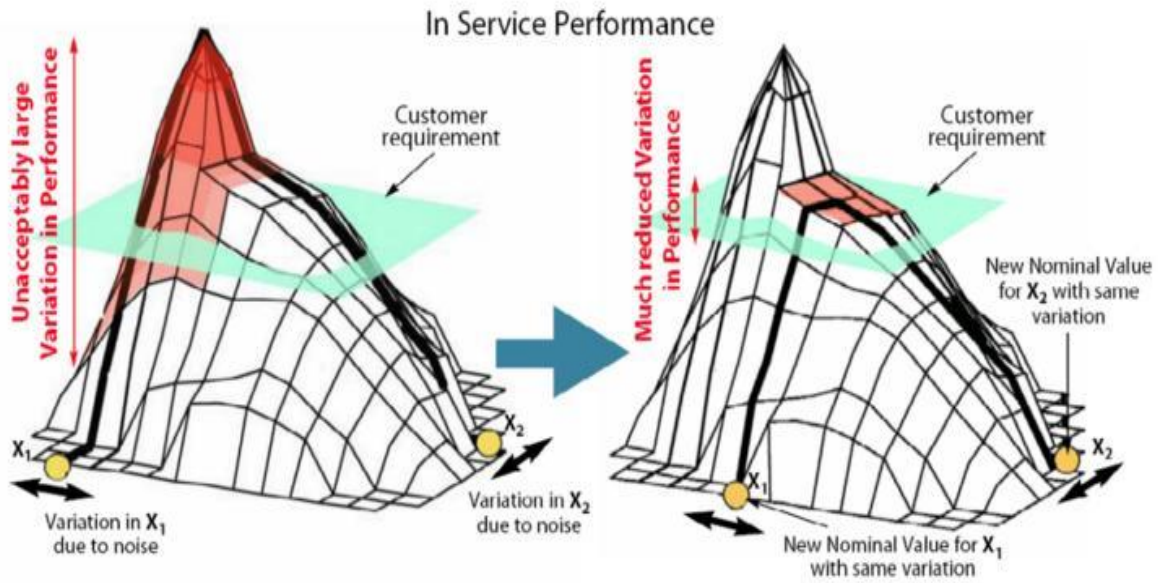 In Service Performance
Unacceptably large
Variation in Performance
Customer
requirement
X1
X2
Variation in X1
due to noise
Variation in X2
due to noise
Much reduced Variation
in Performance
Customer
requirement
New Nominal Value
for X2 with same
variation
X1
X2
New Nominal Value for X1
with same variation